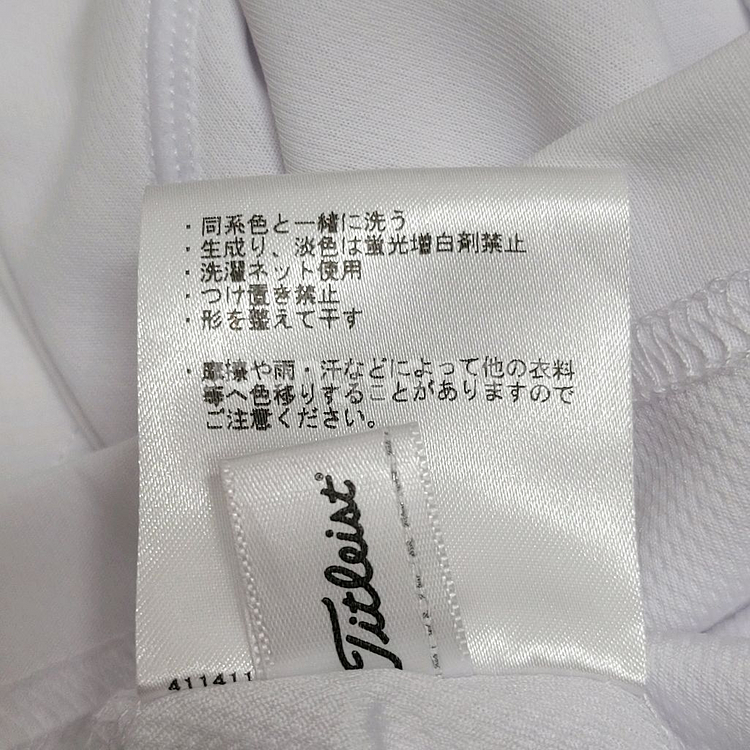 ・同系色と一緒に洗う
・生成り、淡色は蛍光増白剤禁止
・洗濯ネット使用
・つけ置き禁止
・形を整えて干す
・摩擦や雨・汗などによって他の衣料
等へ色移りすることがありますので
ご注意ください。
Titleist®
411411